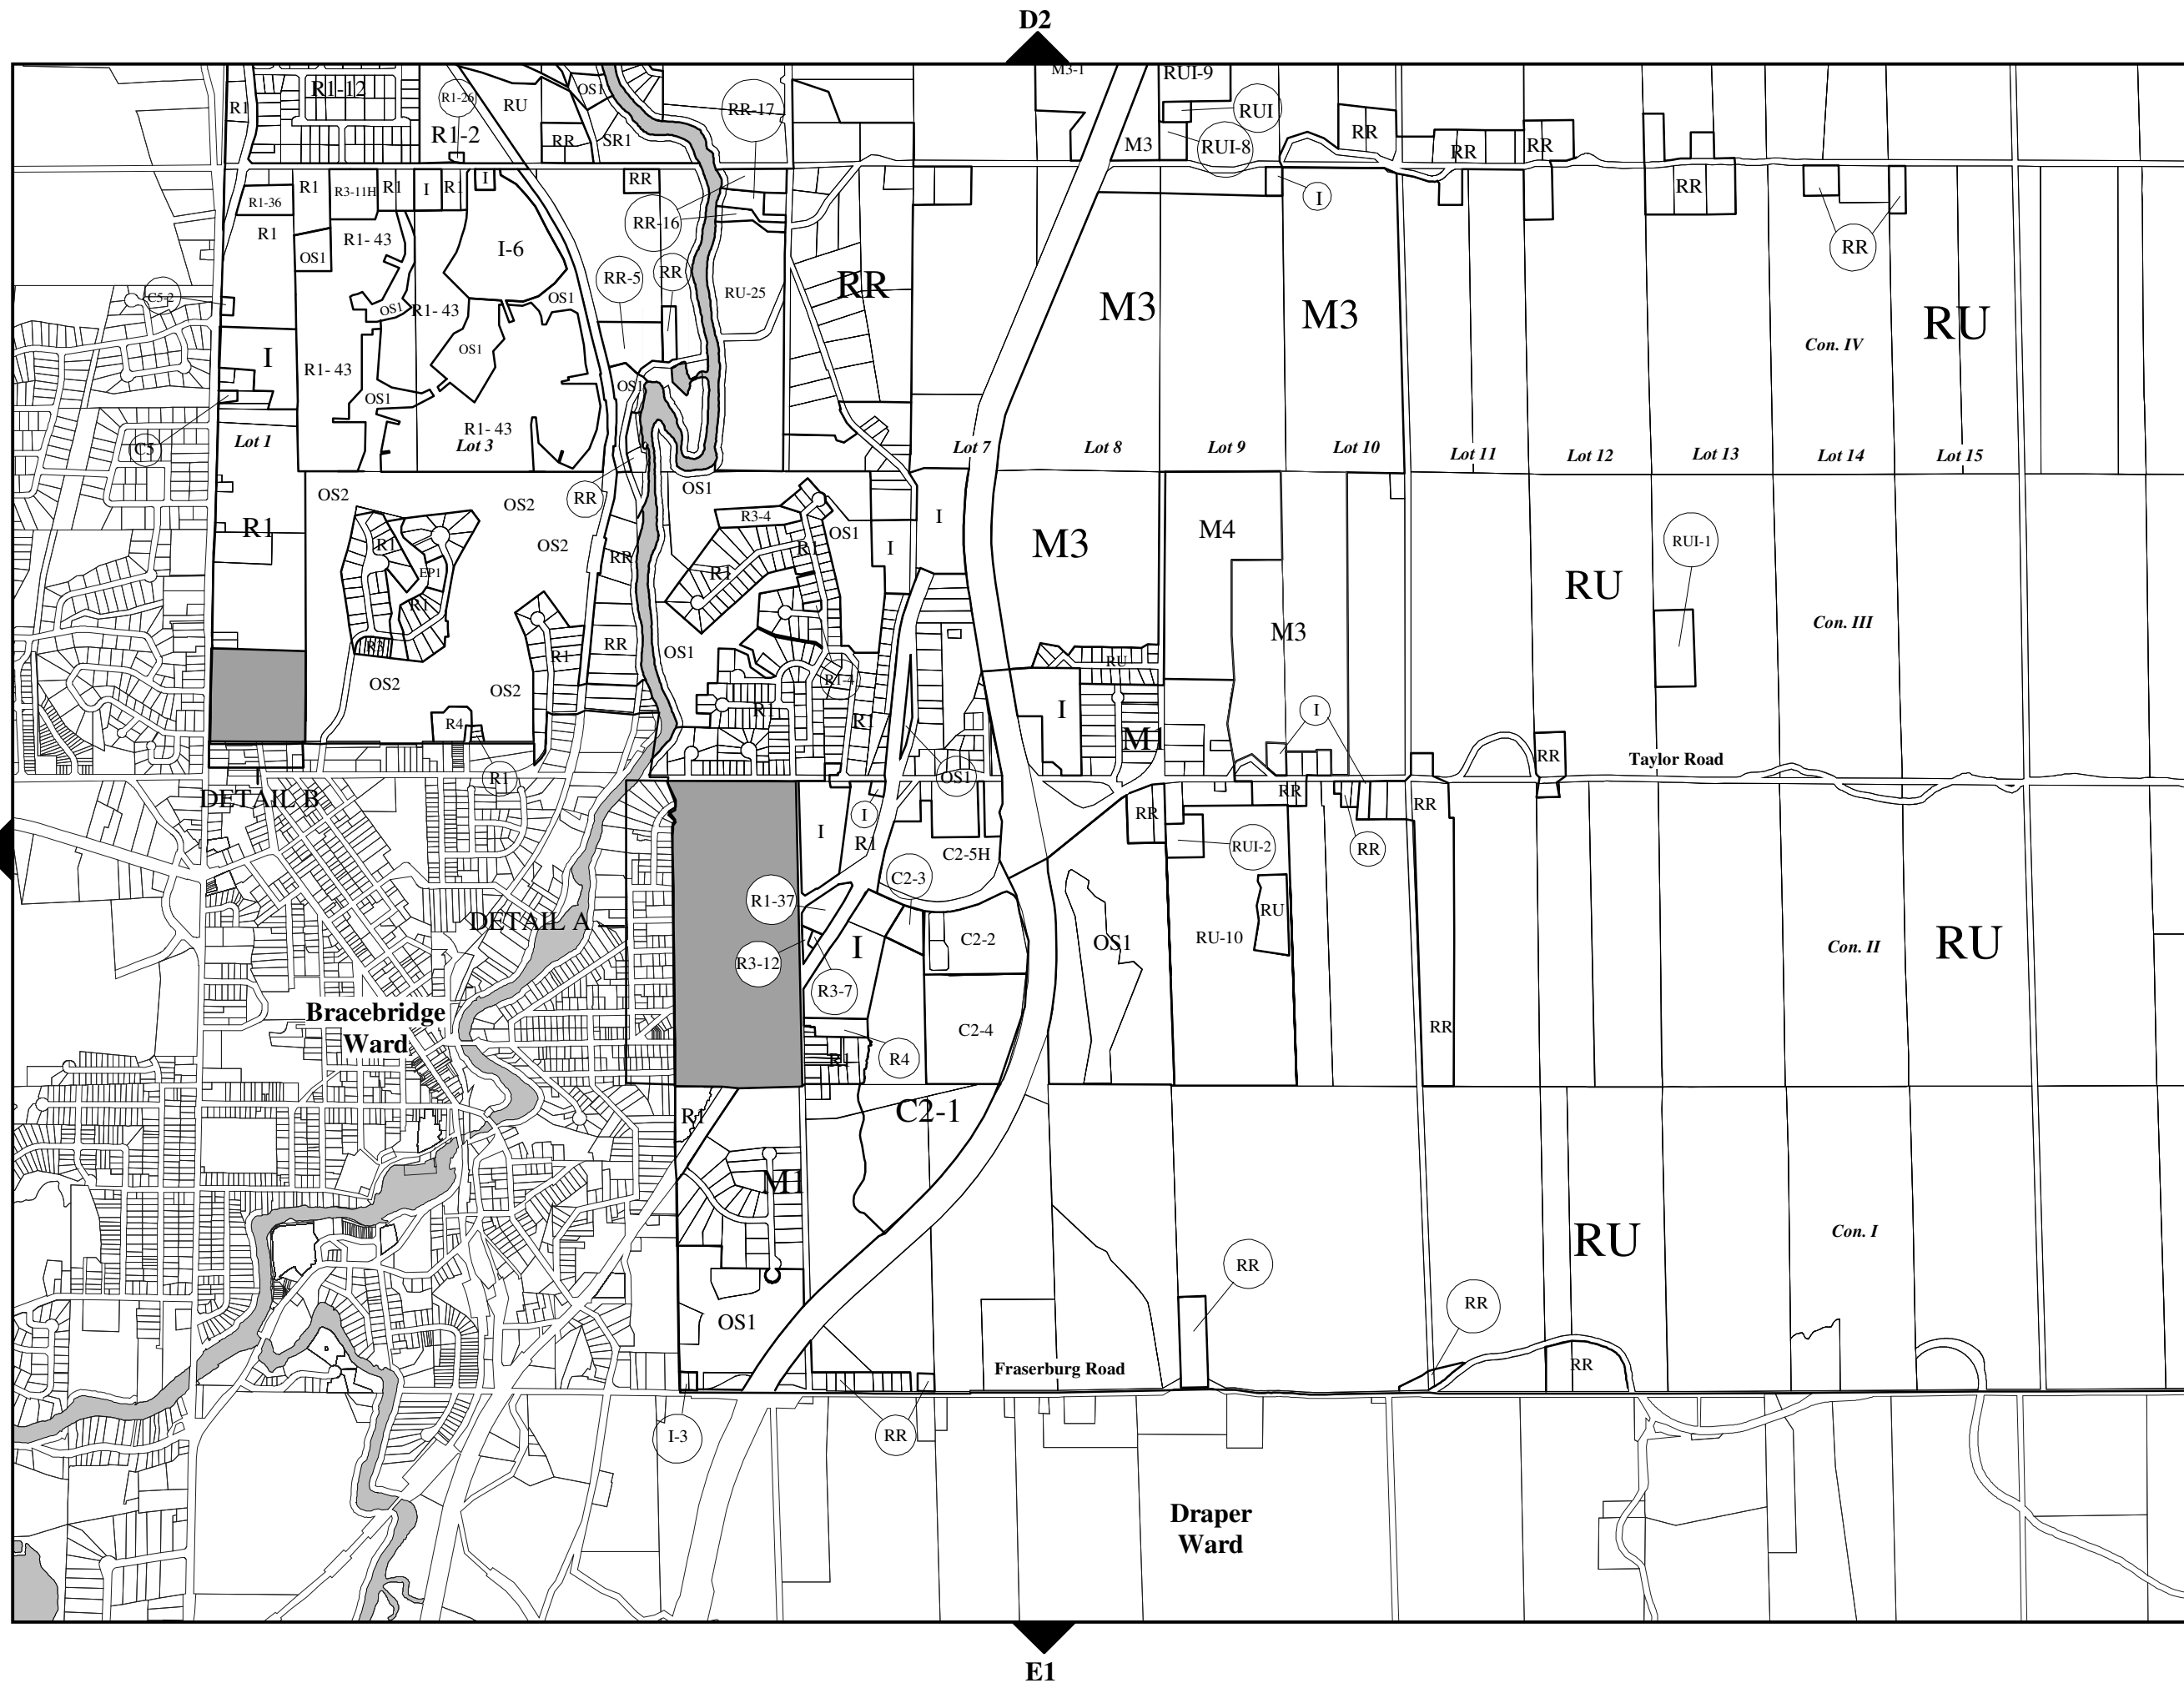 D2
M3-1
RUI-9
R1-12
R1-26
RU
OS1
RR-17
RUI
R1
R1-2
RR
SR1
M3
RUI-8
RR
RR
RR
R1
R3-11H
R1
I
R1
I
RR
I
RR
R1-36
RR-16
R1
R1- 43
I-6
OS1
RR
RR-5
RR
RU-25
RR
C5-2
OS1
R1- 43
OS1
M3
M3
RU
Con. IV
I
OS1
R1- 43
OS1
OS1
R1- 43
Lot 1
Lot 3
C5
Lot 7
Lot 8
Lot 9
Lot 10
Lot 11
Lot 12
Lot 13
Lot 14
Lot 15
OS2
OS2
RR
OS1
R3-4
OS1
I
M4
R1
R1
OS2
RR
R1
I
M3
RUI-1
EP1
R1
R1
RU
Con. III
R3
R1
RR
OS1
RU
M3
OS2
OS2
R1-4
R1
R1
I
I
R4
M1
RR
Taylor Road
R1
OS1
DETAIL B
RR
RR
RR
I
I
R1
C2-5H
RUI-2
RR
C2-3
R1-37
DETAIL A
I
C2-2
OS1
RU-10
RU
Con. II
RU
R3-12
R3-7
Bracebridge
Ward
C2-4
RR
R1
R4
R1
C2-1
M1
RU
Con. I
RR
RR
OS1
Fraserburg Road
RR
I-3
RR
Draper
Ward
E1